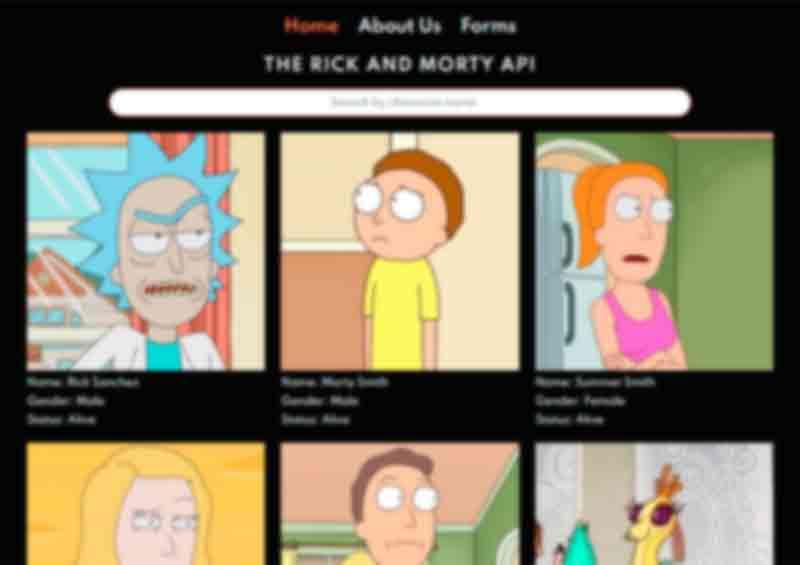 Home About Us Forms
THE RICK AND MORTY API
Search by character name
Name: Rick Sanchez
Gender: Male
Status: Alive
Name: Morty Smith
Gender: Male
Status: Alive
Name: Summer Smith
Gender: Female
Status: Alive